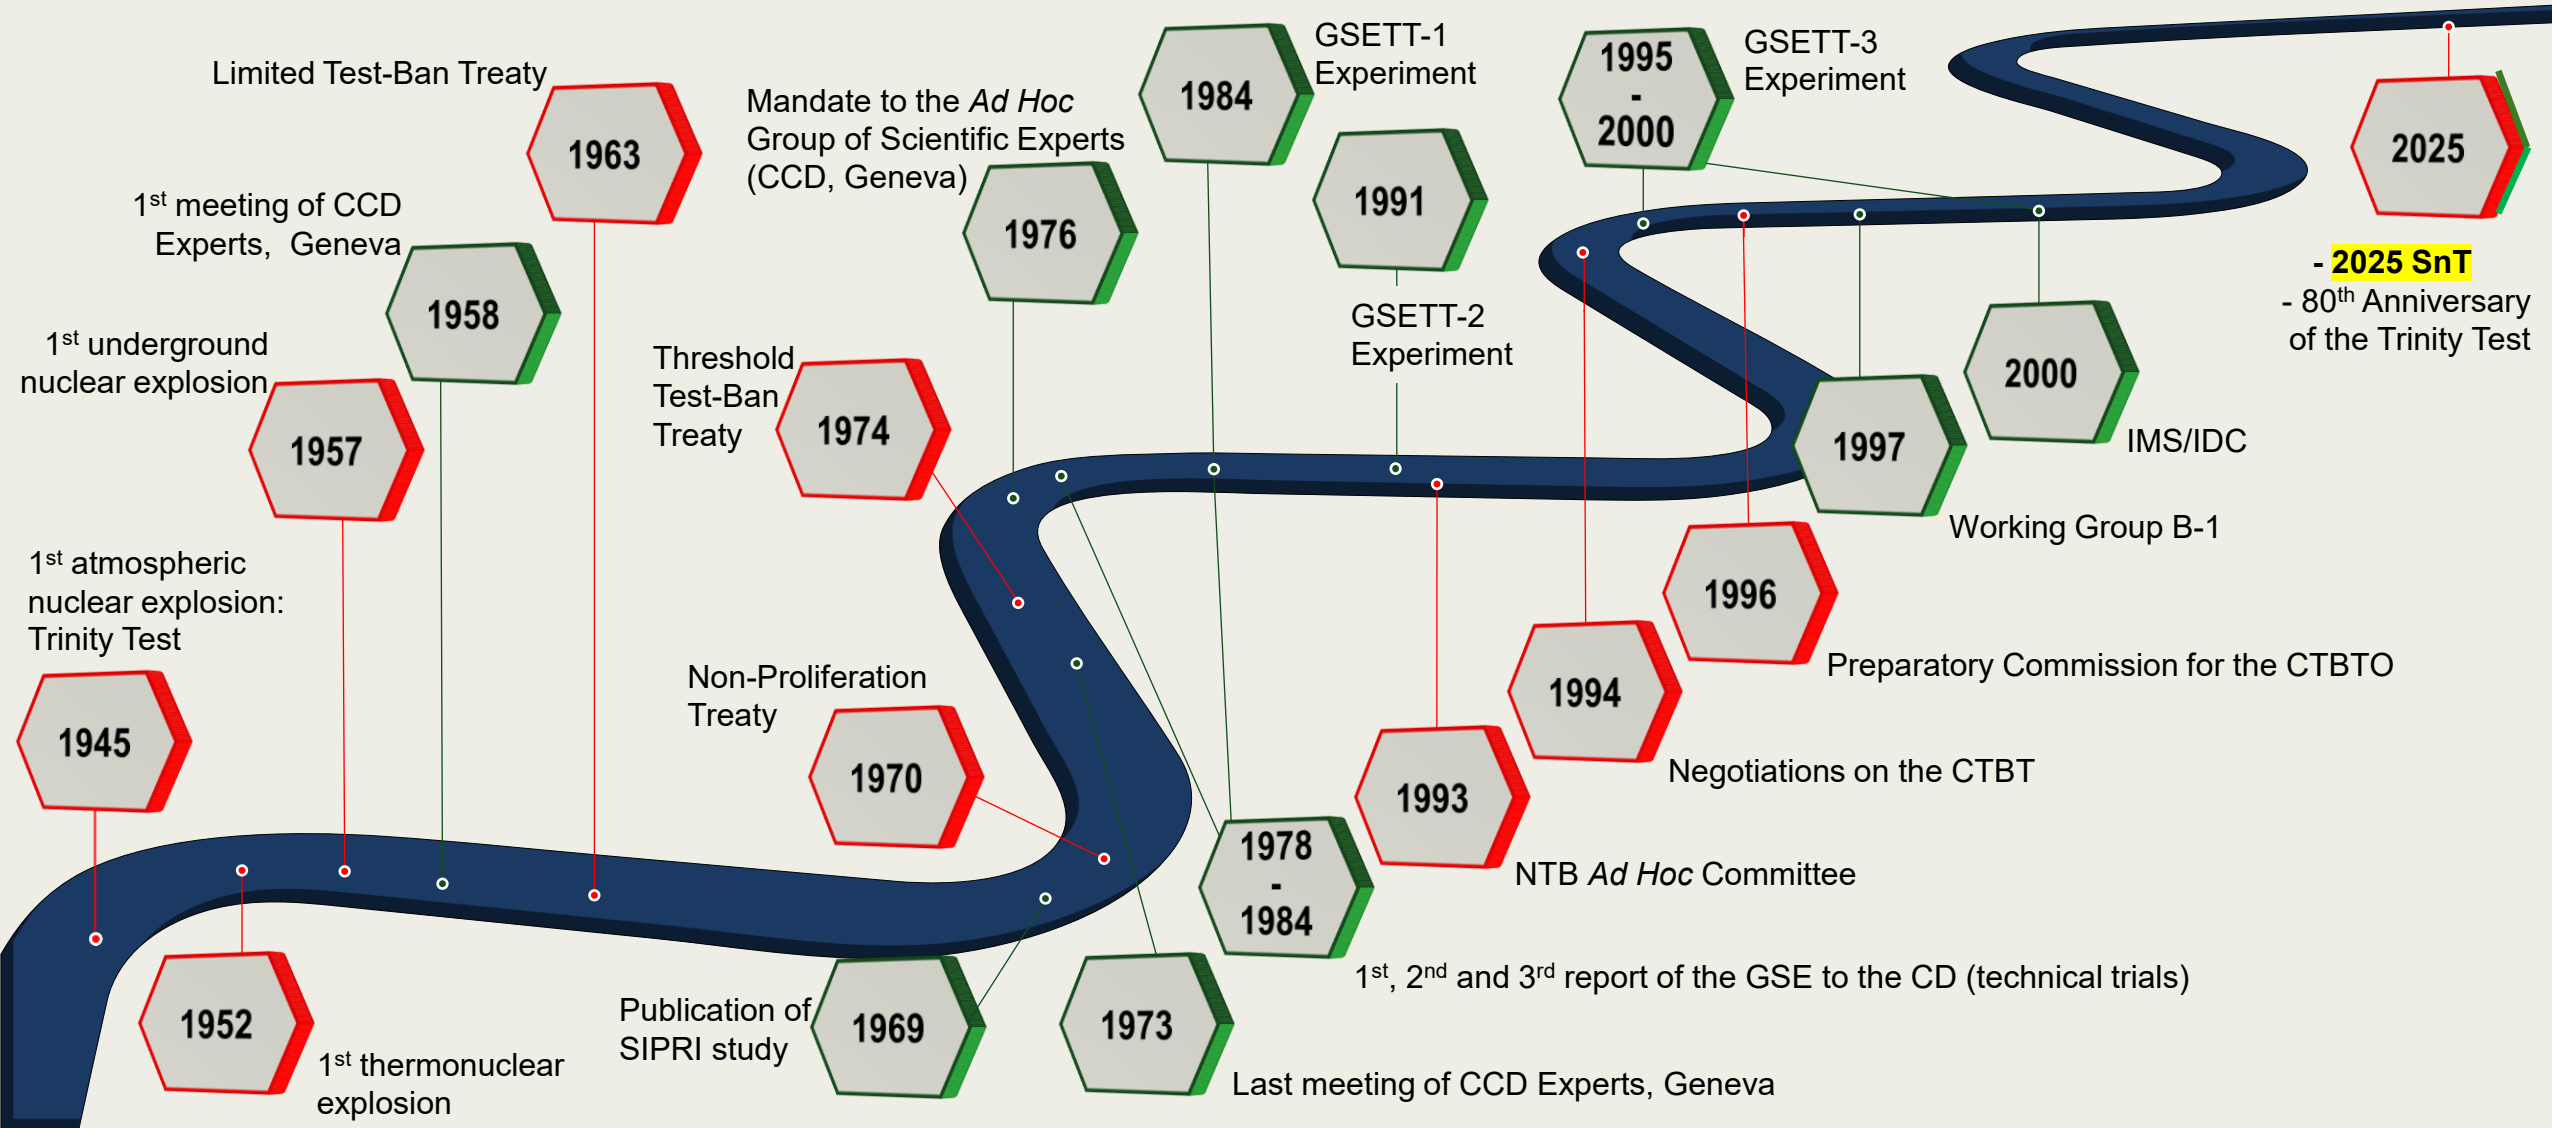 1st atmospheric
nuclear explosion:
Trinity Test
1945
1952
1st thermonuclear
explosion
1st underground
nuclear explosion
1957
1st meeting of CCD
Experts, Geneva
1958
Limited Test-Ban Treaty
1963
Publication of
SIPRI study
1969
Non-Proliferation
Treaty
1970
1973
Last meeting of CCD Experts, Geneva
Threshold
Test-Ban
Treaty
1974
Mandate to the Ad Hoc
Group of Scientific Experts
(CCD, Geneva)
1976
1978
-
1984
1st, 2nd and 3rd report of the GSE to the CD (technical trials)
1984
GSETT-1
Experiment
1991
GSETT-2
Experiment
1993
NTB Ad Hoc Committee
1994
Negotiations on the CTBT
1995
-
2000
GSETT-3
Experiment
1996
Preparatory Commission for the CTBTO
1997
Working Group B-1
2000
IMS/IDC
2025
- 2025 SnT
- 80th Anniversary
of the Trinity Test